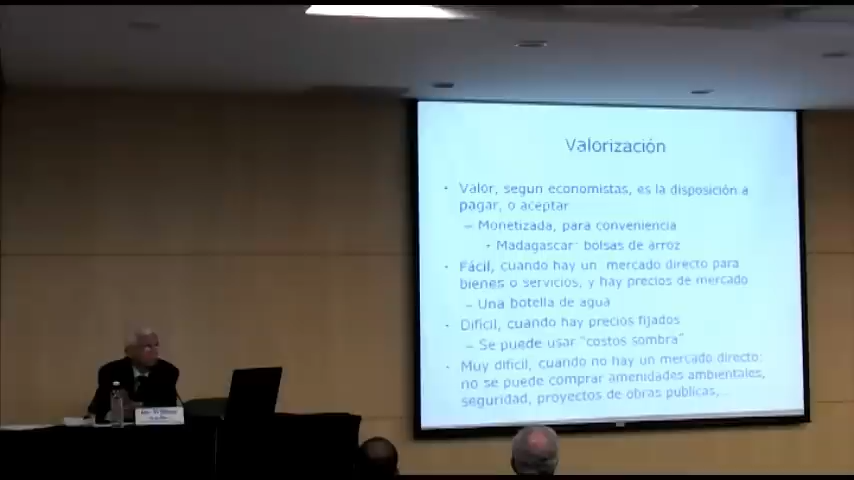 Valorización
· Valor, segun economistas, es la disposición a
pagar, o aceptar
– Monetizada, para conveniencia
· Madagascar: bolsas de arroz
· Fácil, cuando hay un mercado directo para
bienes o servicios, y hay precios de mercado
– Una botella de agua
· Dificil, cuando hay precios fijados
– Se puede usar "costos sombra"
· Muy dificil, cuando no hay un mercado directo:
no se puede comprar amenidades ambientales,
seguridad, proyectos de obras publicas,...